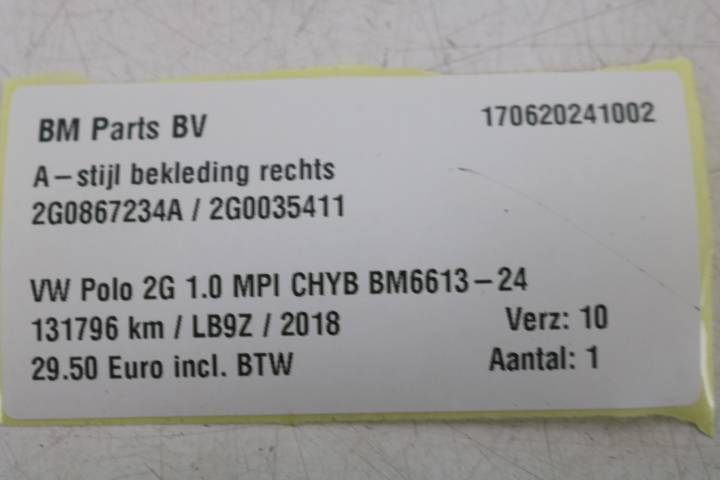 BM Parts BV 170620241002
A-stijl bekleding rechts
2G0867234A / 2G0035411
VW Polo 2G 1.0 MPI CHYB BM6613-24
131796 km / LB9Z / 2018 Verz: 10
29.50 Euro incl. BTW Aantal: 1